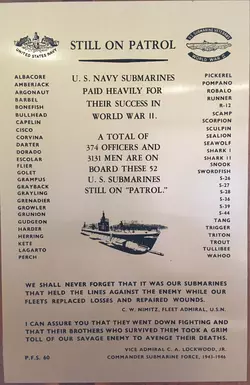 STILL ON PATROL
UNITED STATES NAVY
U.S. SUBMARINE VETERANS
WORLD WAR II
ALBACORE
AMBERJACK
ARGONAUT
BARBEL
BONEFISH
BULLHEAD
CAPELIN
CISCO
CORVINA
DARTER
DORADO
ESCOLAR
FLIER
GOLET
GRAMPUS
GRAYBACK
GRAYLING
GRENADIER
GROWLER
GRUNION
GUDGEON
HARDER
HERRING
KETE
LAGARTO
PERCH
U. S. NAVY SUBMARINES
PAID HEAVILY FOR
THEIR SUCCESS IN
WORLD WAR II.
A TOTAL OF
374 OFFICERS AND
3131 MEN ARE ON
BOARD THESE 52
U. S. SUBMARINES
STILL ON "PATROL."
PICKEREL
POMPANO
ROBALO
RUNNER
R-12
SCAMP
SCORPION
SCULPIN
SEALION
SEAWOLF
SHARK I
SHARK II
SNOOK
SWORDFISH
S-26
S-27
S-28
S-36
S-39
S-44
TANG
TRIGGER
TRITON
TROUT
TULLIBEE
WAHOO
WE SHALL NEVER FORGET THAT IT WAS OUR SUBMARINES
THAT HELD THE LINES AGAINST THE ENEMY WHILE OUR
FLEETS REPLACED LOSSES AND REPAIRED WOUNDS.
C. W. NIMITZ, FLEET ADMIRAL, U.S.N.
I CAN ASSURE YOU THAT THEY WENT DOWN FIGHTING AND
THAT THEIR BROTHERS WHO SURVIVED THEM TOOK A GRIM
TOLL OF OUR SAVAGE ENEMY TO AVENGE THEIR DEATHS.
VICE ADMIRAL C. A. LOCKWOOD, JR.
P.F.S. 60
COMMANDER SUBMARINE FORCE, 1943-1946